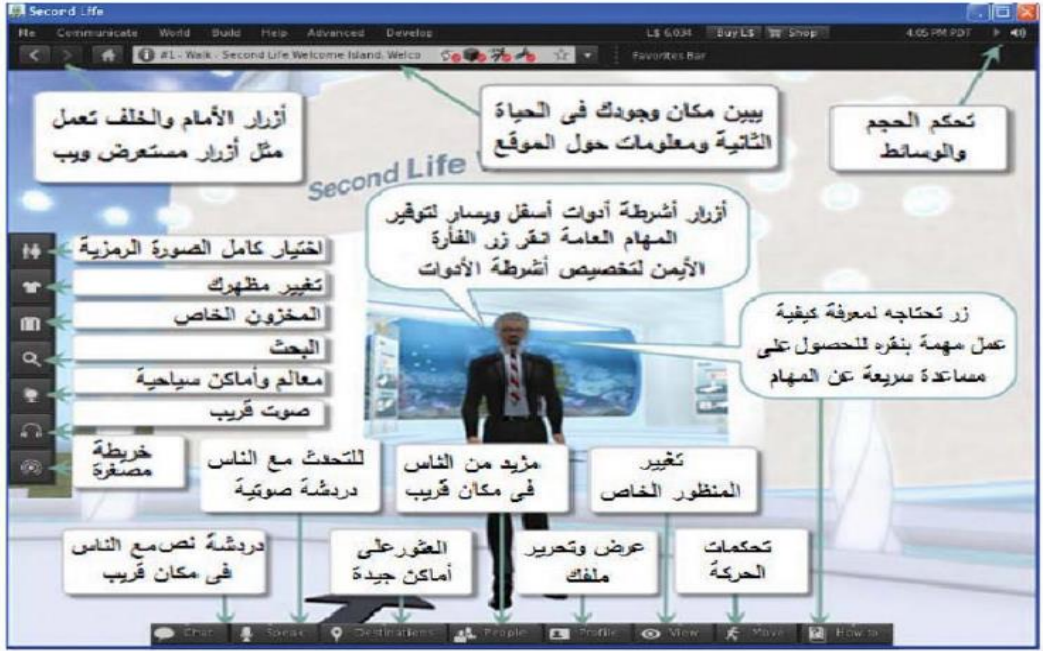 Second Life
Me Communicate World Build Help Advanced Develop L$ 6,034 Buy L$ Shop 4:05 PM PDT
#1 - Walk - Second Life Welcome Island, Welco Favorites Bar
أزرار الأمام والخلف تعمل
مثل أزرار مستعرض ويب
يبين مكان وجودك فى الحياة
الثانية ومعلومات حول الموقع
تحكم الحجم
والوسائط
Second Life
أزرار أشرطة أدوات أسفل ويسار لتوفير
المهام العامة انقر زر الفأرة
الأيمن لتخصيص أشرطة الأدوات
اختيار كامل الصورة الرمزية
تغيير مظهرك
المخزون الخاص
البحث
معالم وأماكن سياحية
صوت قريب
خريطة
مصغرة
زر تحتاجه لمعرفة كيفية
عمل مهمة بنقره للحصول على
مساعدة سريعة عن المهام
للتحدث مع الناس
دردشة صوتية
مزيد من الناس
فى مكان قريب
تغيير
المنظور الخاص
دردشة نص مع الناس
فى مكان قريب
العثور على
أماكن جيدة
عرض وتحرير
ملفك
تحكمات
الحركة
Chat Speak Destinations People Profile View Move How to